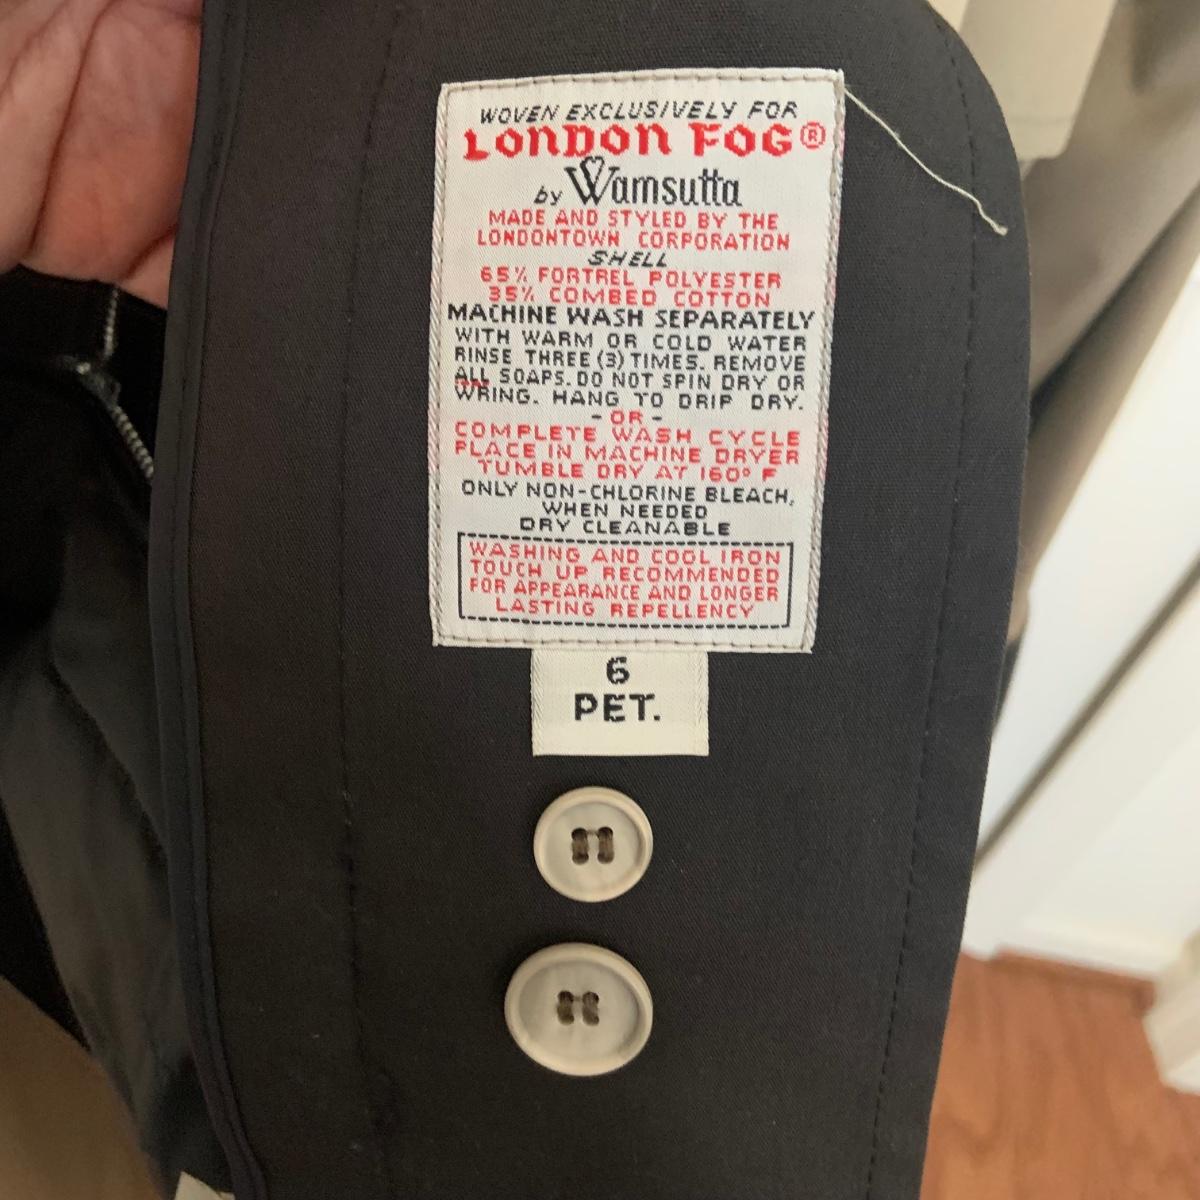 WOVEN EXCLUSIVELY FOR
LONDON FOG®
by Wamsutta
MADE AND STYLED BY THE
LONDONTOWN CORPORATION
SHELL
65% FORTREL POLYESTER
35% COMBED COTTON
MACHINE WASH SEPARATELY
WITH WARM OR COLD WATER
RINSE THREE (3) TIMES. REMOVE
ALL SOAPS. DO NOT SPIN DRY OR
WRING. HANG TO DRIP DRY.
- OR -
COMPLETE WASH CYCLE
PLACE IN MACHINE DRYER
TUMBLE DRY AT 160° F
ONLY NON-CHLORINE BLEACH,
WHEN NEEDED
DRY CLEANABLE
WASHING AND COOL IRON
TOUCH UP RECOMMENDED
FOR APPEARANCE AND LONGER
LASTING REPELLENCY
6
PET.